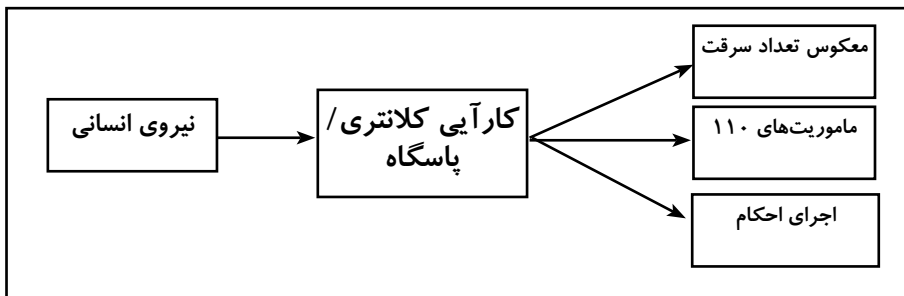 معکوس تعداد سرقت
نیروی انسانی
کارآیی کلانتری/
پاسگاه
ماموریت‌های ۱۱۰
اجرای احکام